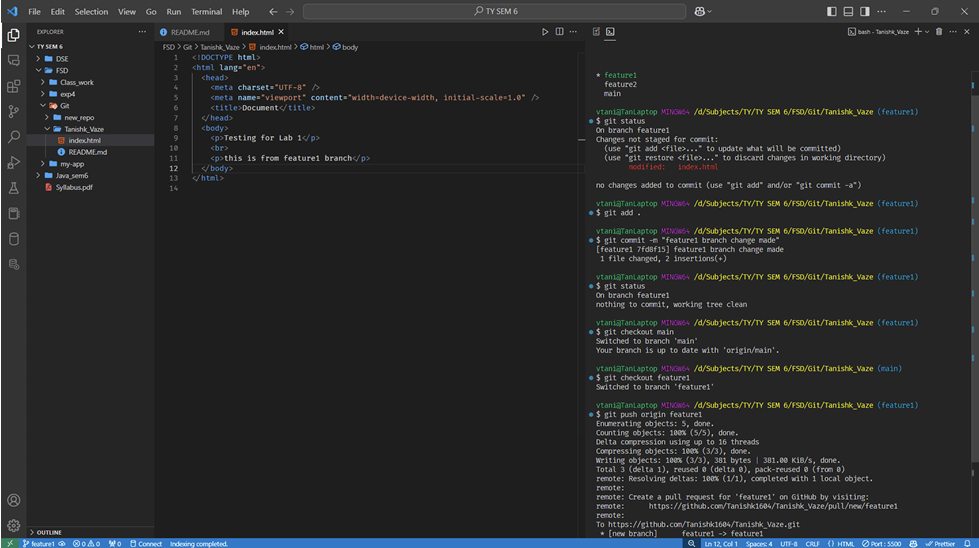 File Edit Selection View Go Run Terminal Help
TY SEM 6
EXPLORER
TY SEM 6
DSE
FSD
Class_work
exp4
Git
new_repo
Tanishk_Vaze
index.html
README.md
my-app
Java_sem6
Syllabus.pdf
OUTLINE
README.md index.html
FSD > Git > Tanishk_Vaze > index.html > html > body
1 <!DOCTYPE html>
2 <html lang="en">
3 <head>
4 <meta charset="UTF-8" />
5 <meta name="viewport" content="width=device-width, initial-scale=1.0" />
6 <title>Document</title>
7 </head>
8 <body>
9 <p>Testing for Lab 1</p>
10 <br>
11 <p>this is from feature1 branch</p>
12 </body>
13 </html>
14
bash - Tanishk_Vaze
* feature1
feature2
main
vtani@TanLaptop MINGW64 /d/Subjects/TY/TY SEM 6/FSD/Git/Tanishk_Vaze (feature1)
$ git status
On branch feature1
Changes not staged for commit:
(use "git add <file>..." to update what will be committed)
(use "git restore <file>..." to discard changes in working directory)
modified: index.html
no changes added to commit (use "git add" and/or "git commit -a")
vtani@TanLaptop MINGW64 /d/Subjects/TY/TY SEM 6/FSD/Git/Tanishk_Vaze (feature1)
$ git add .
vtani@TanLaptop MINGW64 /d/Subjects/TY/TY SEM 6/FSD/Git/Tanishk_Vaze (feature1)
$ git commit -m "feature1 branch change made"
[feature1 7fd8f15] feature1 branch change made
1 file changed, 2 insertions(+)
vtani@TanLaptop MINGW64 /d/Subjects/TY/TY SEM 6/FSD/Git/Tanishk_Vaze (feature1)
$ git status
On branch feature1
nothing to commit, working tree clean
vtani@TanLaptop MINGW64 /d/Subjects/TY/TY SEM 6/FSD/Git/Tanishk_Vaze (feature1)
$ git checkout main
Switched to branch 'main'
Your branch is up to date with 'origin/main'.
vtani@TanLaptop MINGW64 /d/Subjects/TY/TY SEM 6/FSD/Git/Tanishk_Vaze (main)
$ git checkout feature1
Switched to branch 'feature1'
vtani@TanLaptop MINGW64 /d/Subjects/TY/TY SEM 6/FSD/Git/Tanishk_Vaze (feature1)
$ git push origin feature1
Enumerating objects: 5, done.
Counting objects: 100% (5/5), done.
Delta compression using up to 16 threads
Compressing objects: 100% (3/3), done.
Writing objects: 100% (3/3), 381 bytes | 381.00 KiB/s, done.
Total 3 (delta 1), reused 0 (delta 0), pack-reused 0 (from 0)
remote: Resolving deltas: 100% (1/1), completed with 1 local object.
remote:
remote: Create a pull request for 'feature1' on GitHub by visiting:
remote: https://github.com/Tanishk1604/Tanishk_Vaze/pull/new/feature1
remote:
To https://github.com/Tanishk1604/Tanishk_Vaze.git
* [new branch] feature1 -> feature1
feature1 0 0 0 Connect Indexing completed. Ln 12, Col 1 Spaces: 4 UTF-8 CRLF {} HTML Port : 5500 Prettier